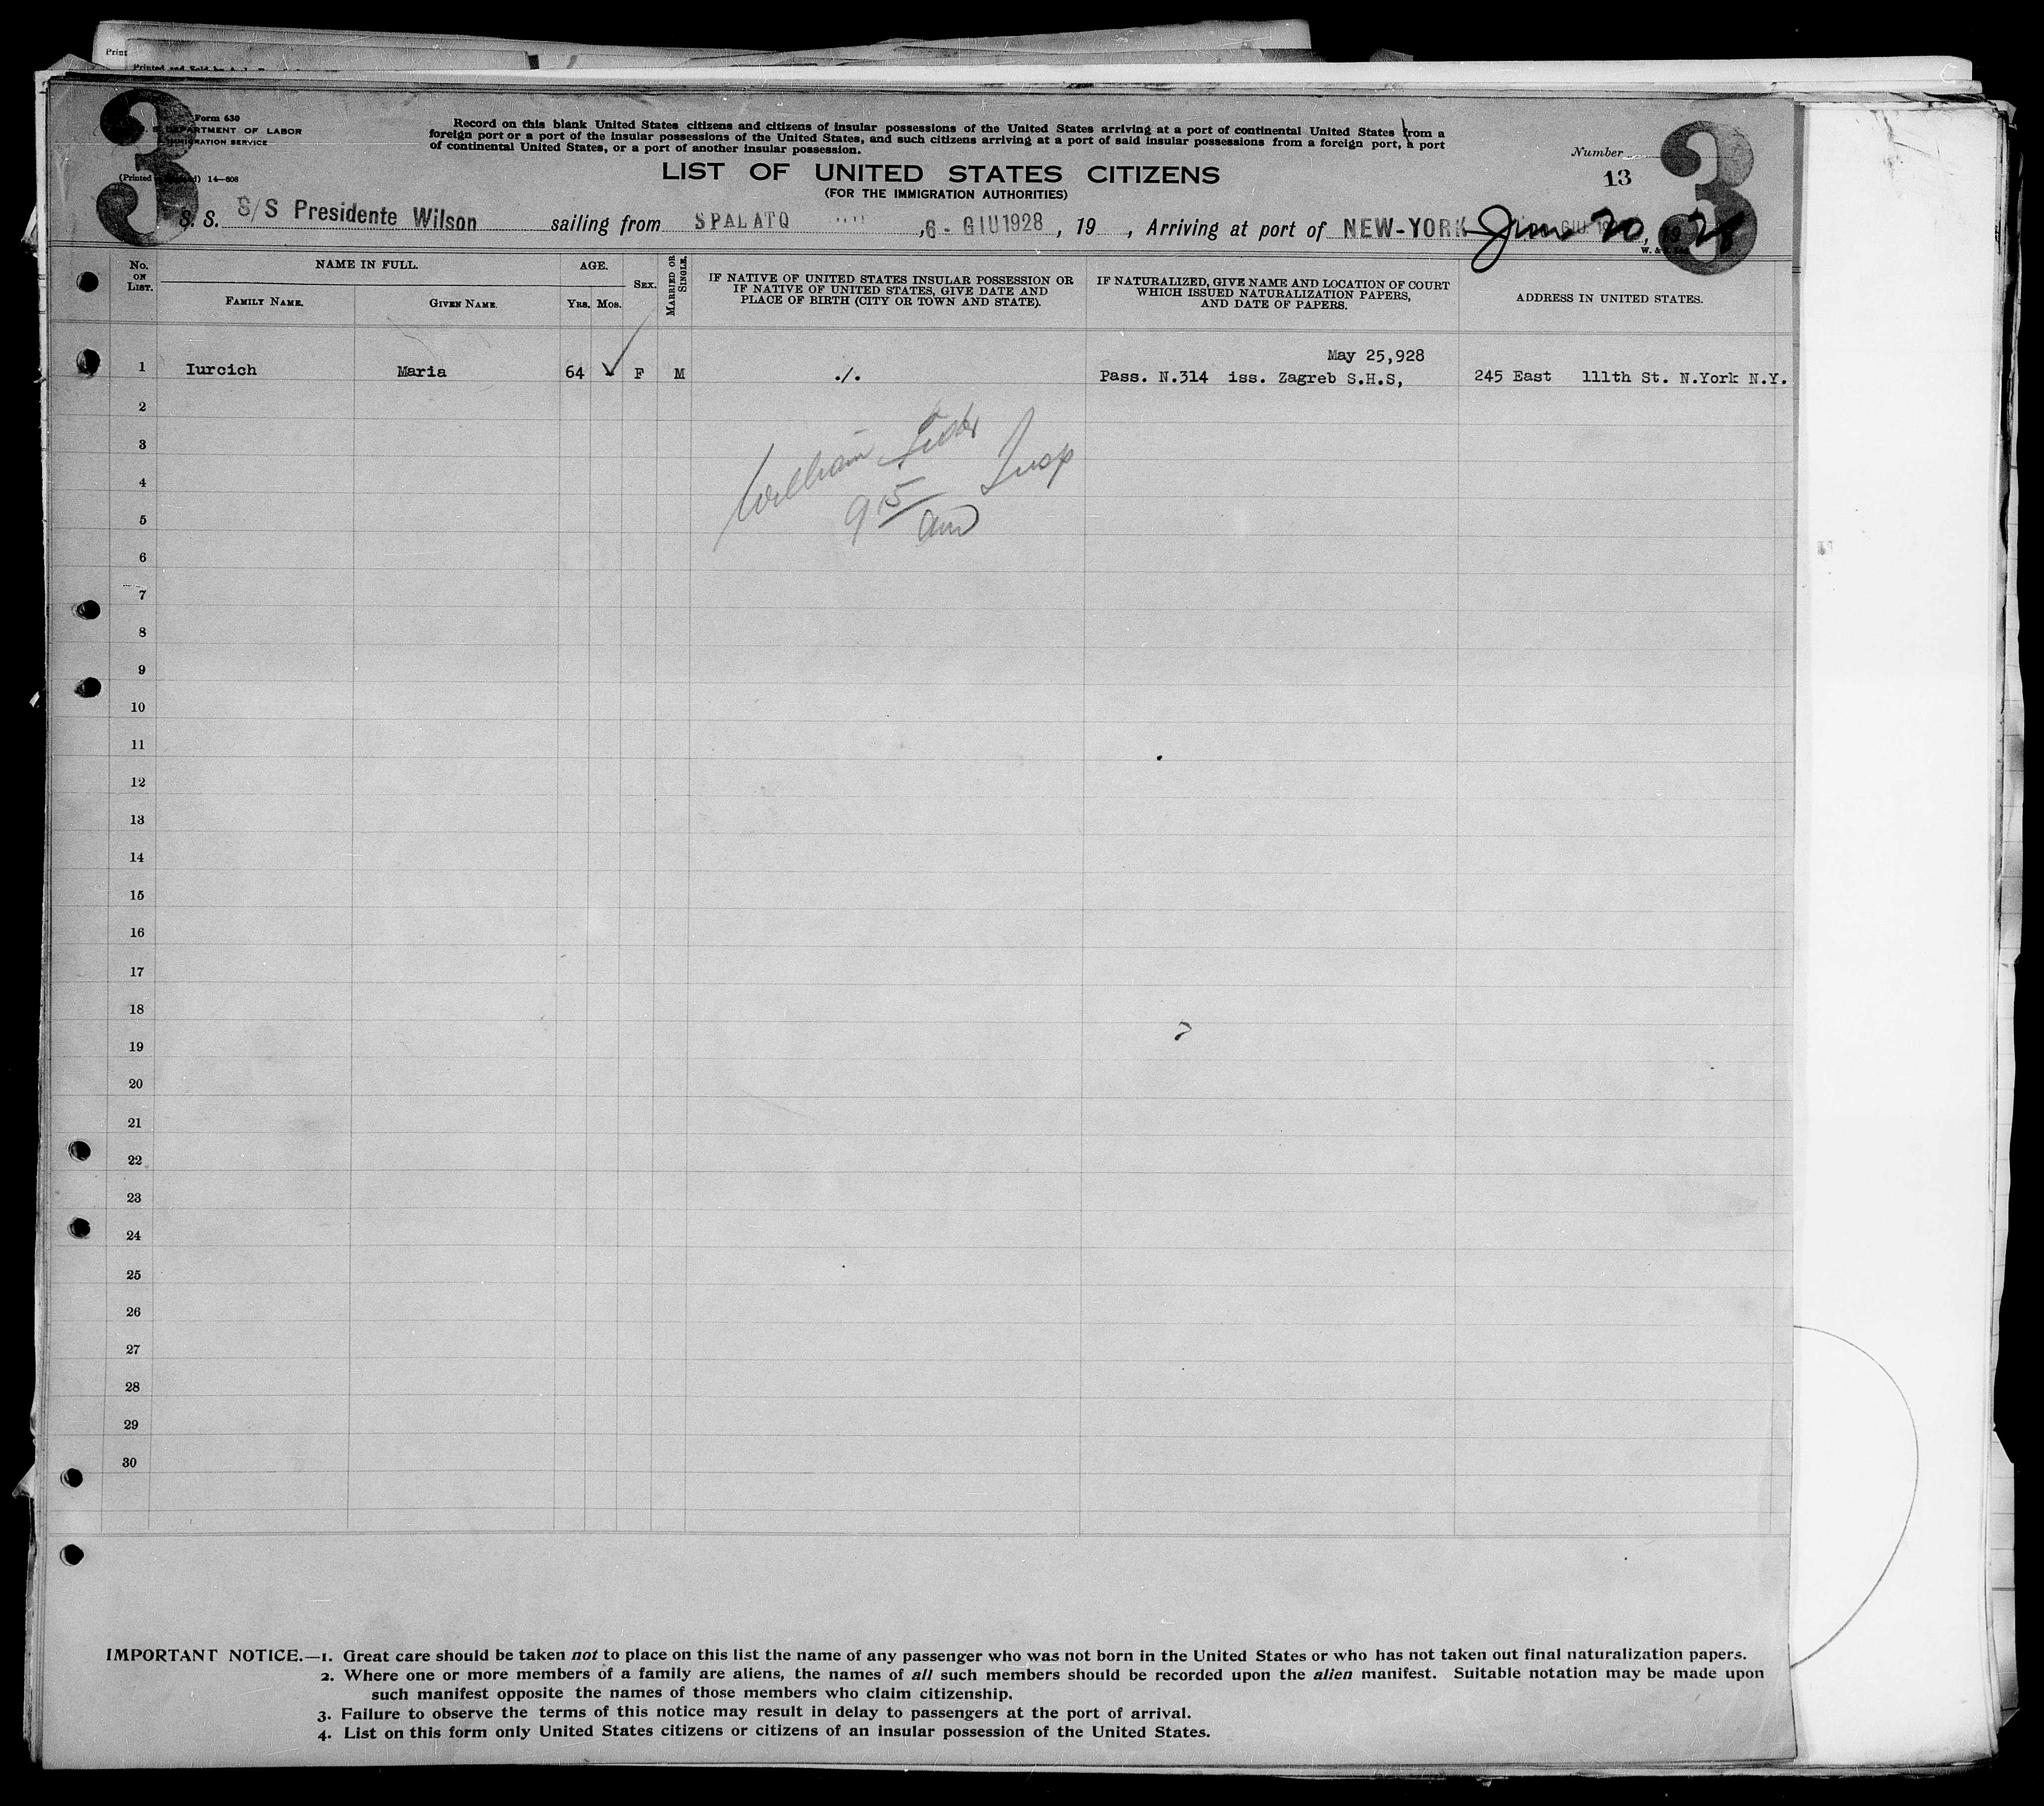 Print
Printed and Sold by
3
Form 630
U. S. DEPARTMENT OF LABOR
IMMIGRATION SERVICE
(Printed in 14—608
Record on this blank United States citizens and citizens of insular possessions of the United States arriving at a port of continental United States from a
foreign port or a port of the insular possessions of the United States, and such citizens arriving at a port of said insular possessions from a foreign port, a port
of continental United States, or a port of another insular possession.
LIST OF UNITED STATES CITIZENS
(FOR THE IMMIGRATION AUTHORITIES)
Number
13
3
S. S. S/S Presidente Wilson sailing from SPALATO, 6 - GIU 1928, 19 , Arriving at port of NEW-YORK June 20, 1928
W. &
No. ON LIST.
NAME IN FULL.
FAMILY NAME.
GIVEN NAME.
AGE.
YRS. MOS.
SEX.
MARRIED OR SINGLE.
IF NATIVE OF UNITED STATES INSULAR POSSESSION OR
IF NATIVE OF UNITED STATES, GIVE DATE AND
PLACE OF BIRTH (CITY OR TOWN AND STATE).
IF NATURALIZED, GIVE NAME AND LOCATION OF COURT
WHICH ISSUED NATURALIZATION PAPERS,
AND DATE OF PAPERS.
ADDRESS IN UNITED STATES.
May 25,928
1 Iurcich Maria 64 F M ./. Pass. N.314 iss. Zagreb S.H.S, 245 East 111th St. N.York N.Y.
2
3
William Insp
4
915
am
5
6
7
8
9
10
11
12
13
14
15
16
17
18
19
20
21
22
23
24
25
26
27
28
29
30
IMPORTANT NOTICE.—1. Great care should be taken not to place on this list the name of any passenger who was not born in the United States or who has not taken out final naturalization papers.
2. Where one or more members of a family are aliens, the names of all such members should be recorded upon the alien manifest. Suitable notation may be made upon
such manifest opposite the names of those members who claim citizenship.
3. Failure to observe the terms of this notice may result in delay to passengers at the port of arrival.
4. List on this form only United States citizens or citizens of an insular possession of the United States.